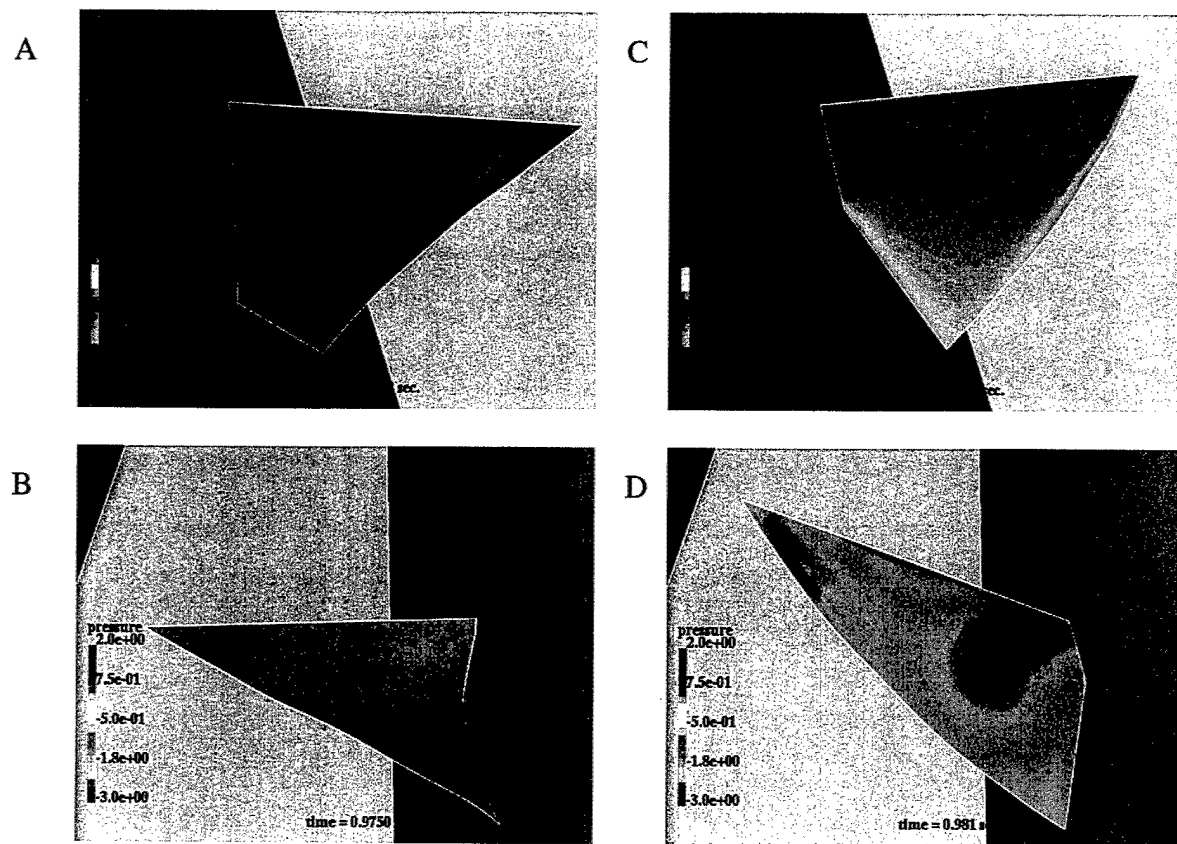 A
sec.
C
sec.
B
pressure
2.0e+00
7.5e-01
-5.0e-01
-1.8e+00
-3.0e+00
time = 0.9750
D
pressure
2.0e+00
7.5e-01
-5.0e-01
-1.8e+00
-3.0e+00
time = 0.981